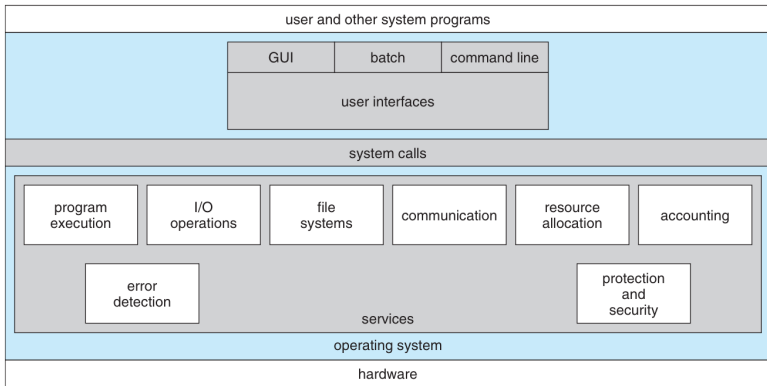 user and other system programs
GUI
batch
command line
user interfaces
system calls
program
execution
I/O
operations
file
systems
communication
resource
allocation
accounting
error
detection
protection
and
security
services
operating system
hardware